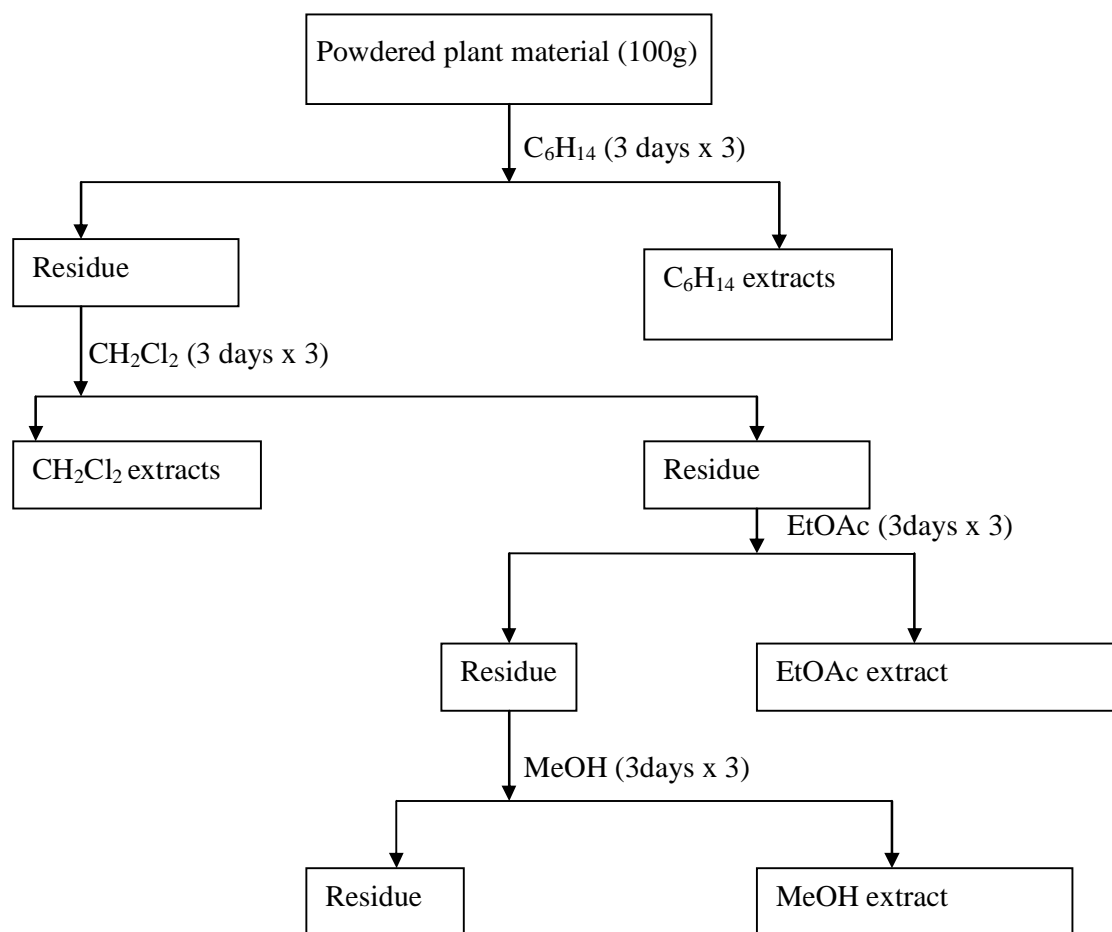 Powdered plant material (100g)
C₆H₁₄ (3 days x 3)
Residue
C₆H₁₄ extracts
CH₂Cl₂ (3 days x 3)
CH₂Cl₂ extracts
Residue
EtOAc (3days x 3)
Residue
EtOAc extract
MeOH (3days x 3)
Residue
MeOH extract